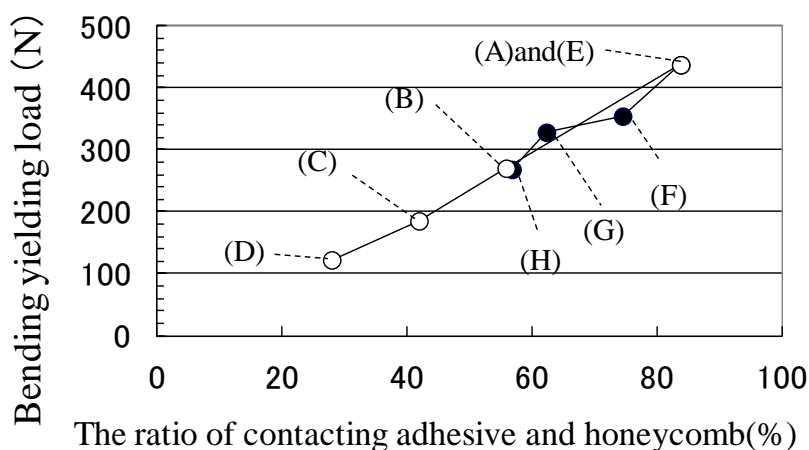 Bending yielding load (N)
500
400
300
200
100
0
(A)and(E)
(B)
(C)
(D)
(F)
(G)
(H)
0 20 40 60 80 100
The ratio of contacting adhesive and honeycomb(%)